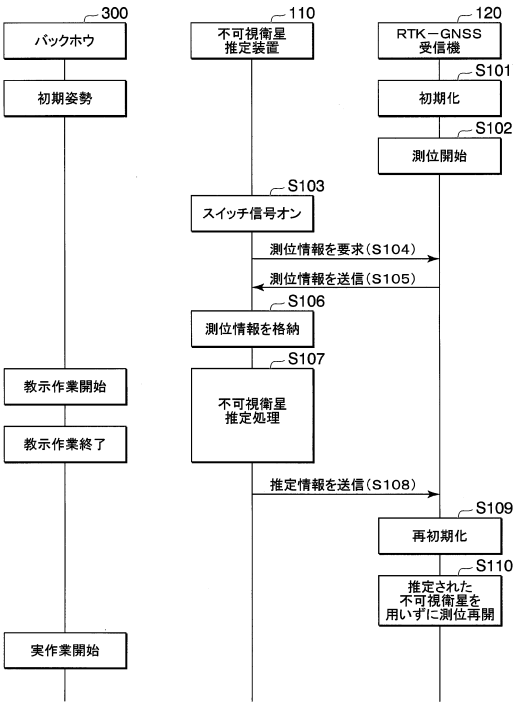 300
110
120
バックホウ
不可視衛星
推定装置
RTK-GNSS
受信機
S101
初期姿勢
初期化
S102
測位開始
S103
スイッチ信号オン
測位情報を要求(S104)
測位情報を送信(S105)
S106
測位情報を格納
S107
教示作業開始
不可視衛星
推定処理
教示作業終了
推定情報を送信(S108)
S109
再初期化
S110
推定された
不可視衛星を
用いずに測位再開
実作業開始